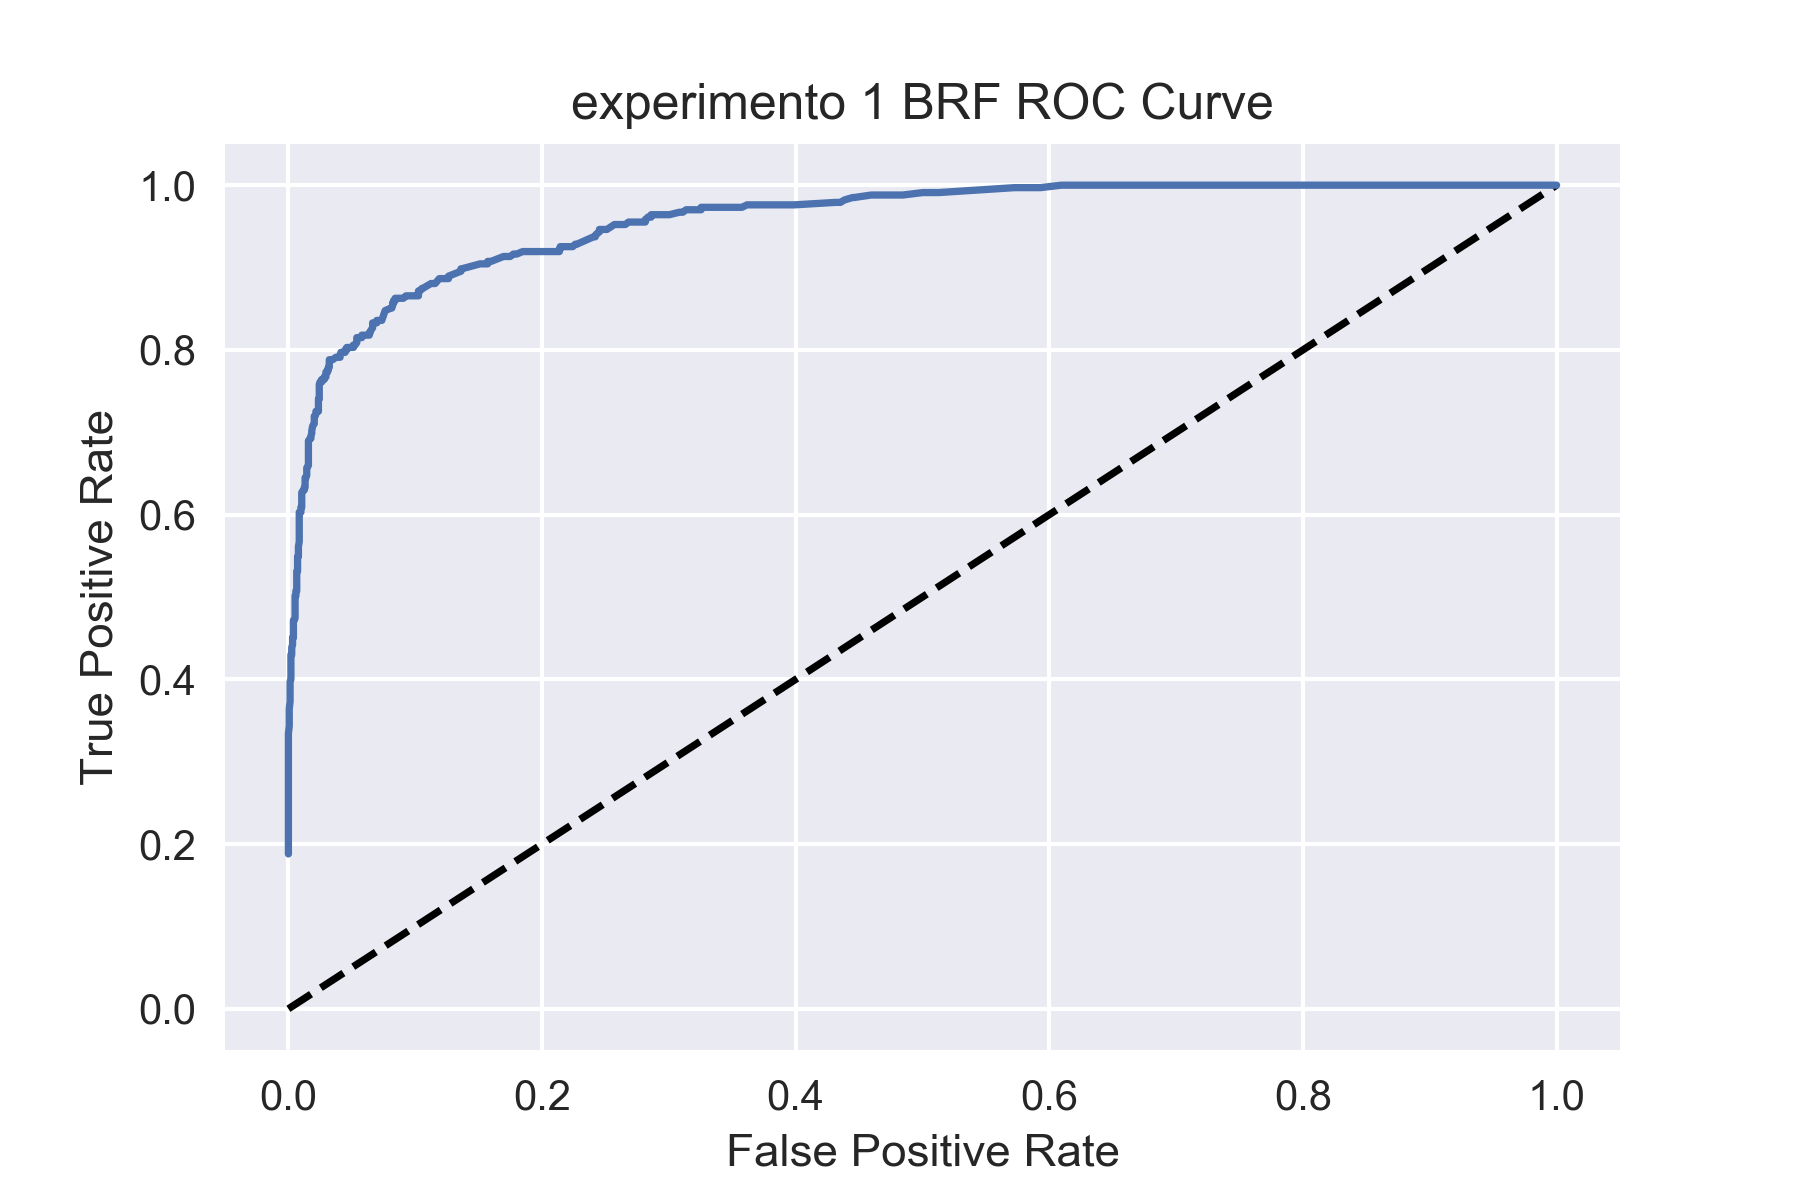 experimento 1 BRF ROC Curve
1.0
0.8
0.6
0.4
0.2
0.0
True Positive Rate
0.0 0.2 0.4 0.6 0.8 1.0
False Positive Rate